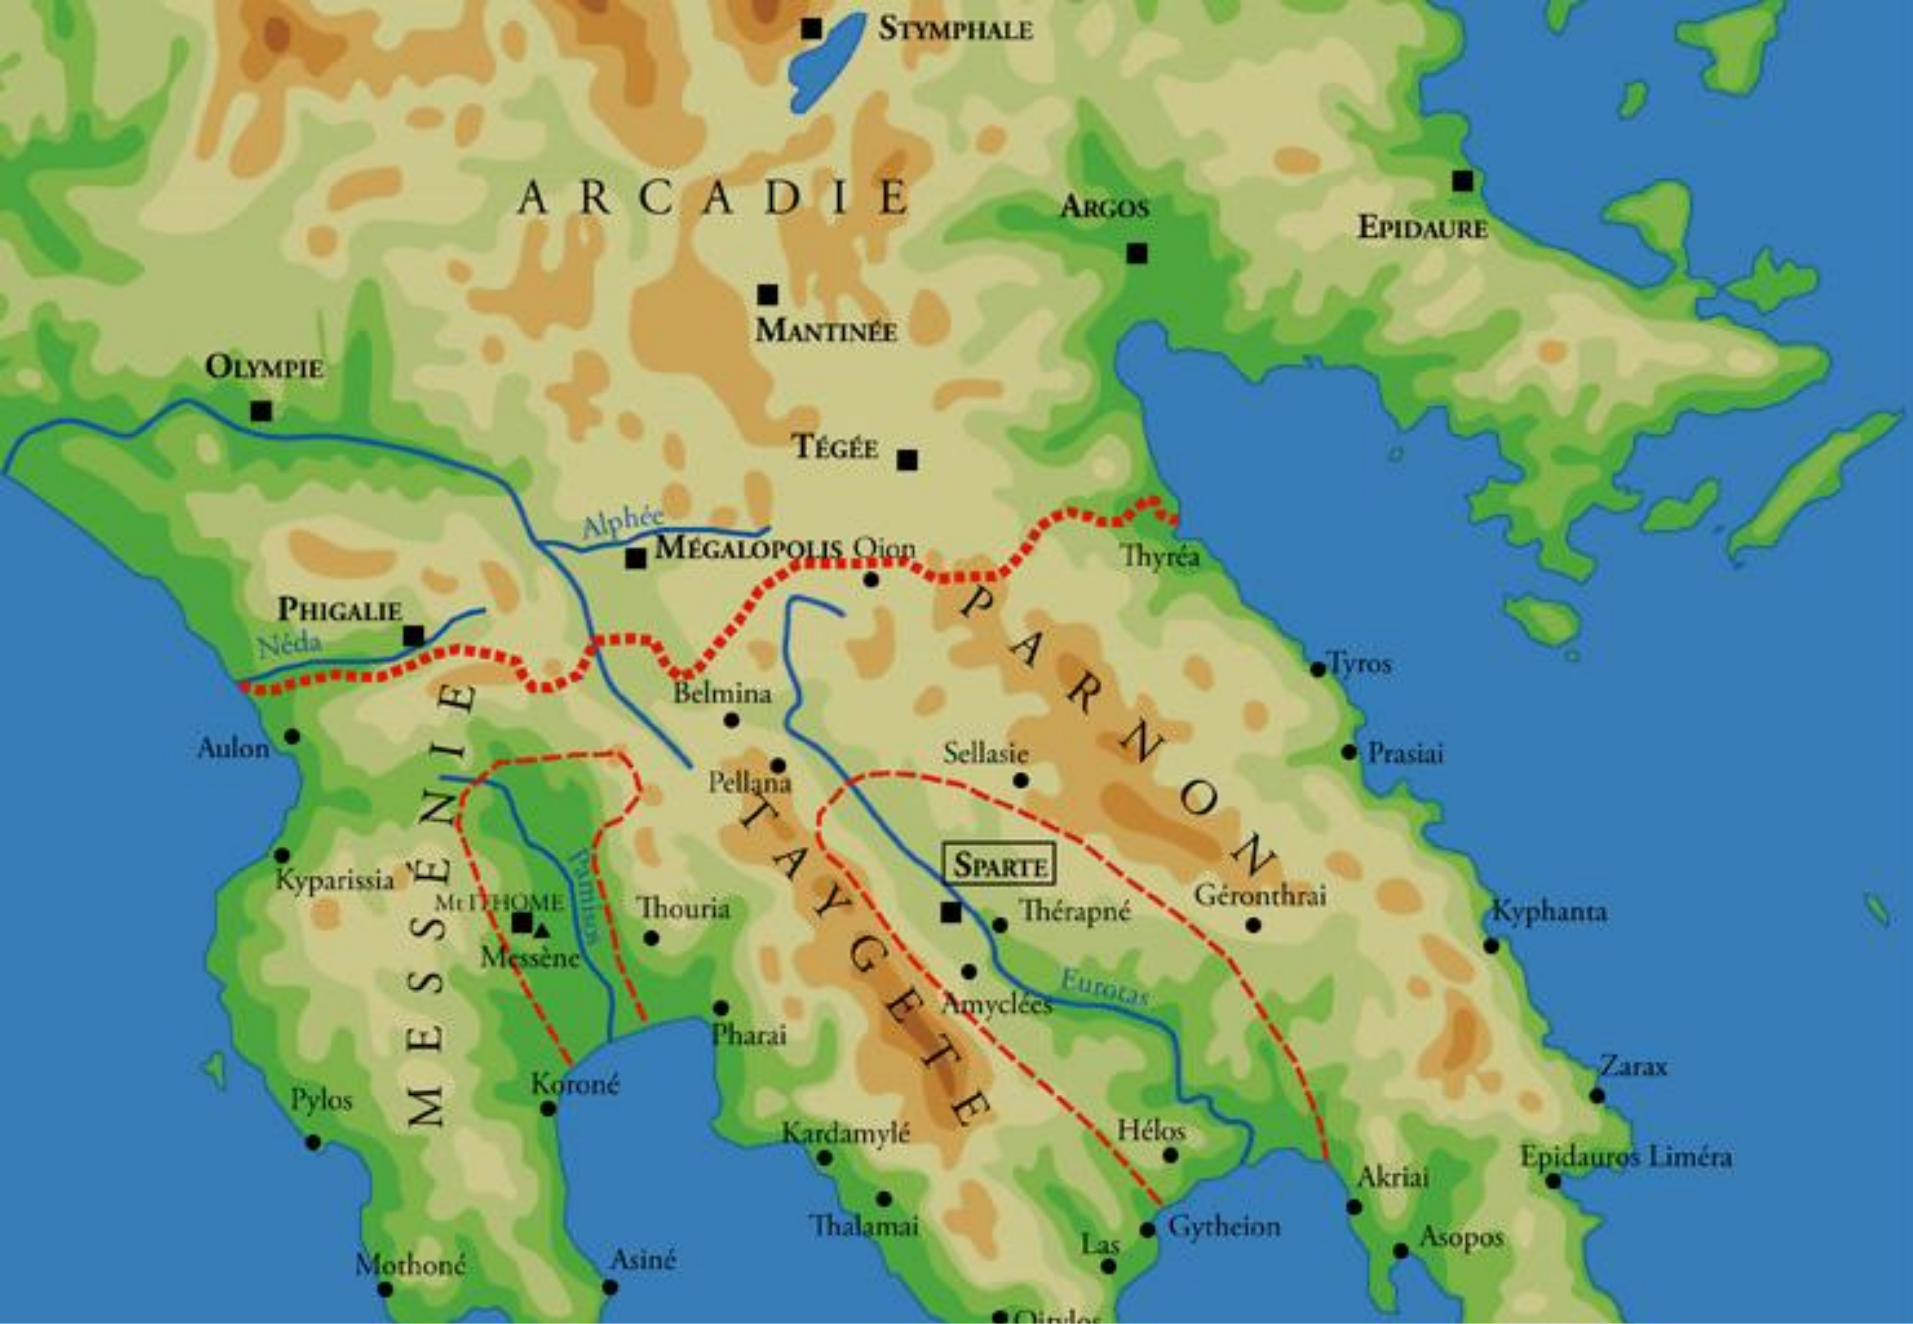 STYMPHALE
ARCADIE
ARGOS
EPIDAURE
MANTINÉE
OLYMPIE
TÉGÉE
Alphée
MÉGALOPOLIS
Oion
Thyréa
PHIGALIE
Néda
PARNON
Tyros
Belmina
Aulon
Sellasie
Prasiai
Pellana
MESSENIE
TAYGETE
SPARTE
Kyparissia
Mt ITHOME
Pamisos
Thouria
Thérapné
Géronthrai
Kyphanta
Messène
Eurotas
Amyclées
Pharai
Zarax
Koroné
Pylos
Kardamylé
Hélos
Epidauros Liméra
Akriai
Thalamai
Gytheion
Asopos
Las
Mothoné
Asiné